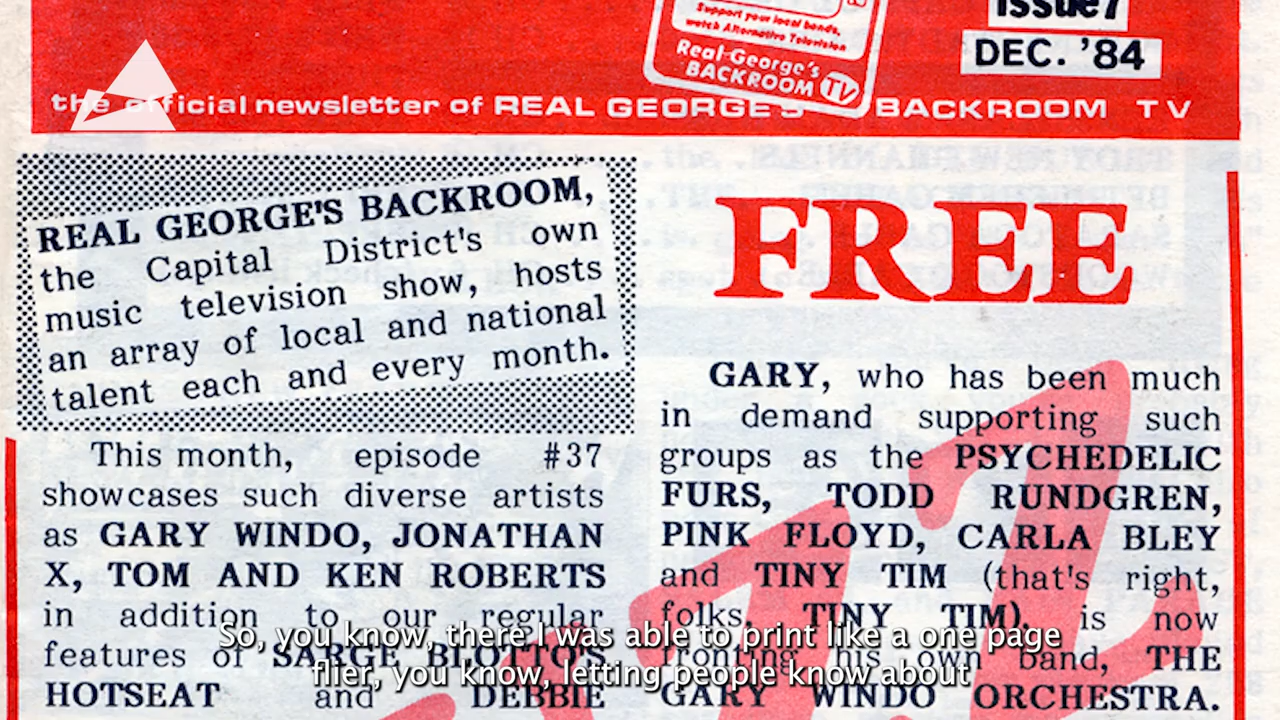 Issue7
DEC. '84
Support your local bands,
watch Alternative Television
Real George's
BACKROOM TV
the official newsletter of REAL GEORGE'S BACKROOM TV
REAL GEORGE'S BACKROOM,
the Capital District's own
music television show, hosts
an array of local and national
talent each and every month.
This month, episode #37
showcases such diverse artists
as GARY WINDO, JONATHAN
X, TOM AND KEN ROBERTS
in addition to our regular
features of SARGE BLOTTO'S
HOTSEAT and DEBBIE
FREE
GARY, who has been much
in demand supporting such
groups as the PSYCHEDELIC
FURS, TODD RUNDGREN,
PINK FLOYD, CARLA BLEY
and TINY TIM (that's right,
folks, TINY TIM), is now
fronting his own band, THE
GARY WINDO ORCHESTRA.
So, you know, there I was able to print like a one page
flier, you know, letting people know about